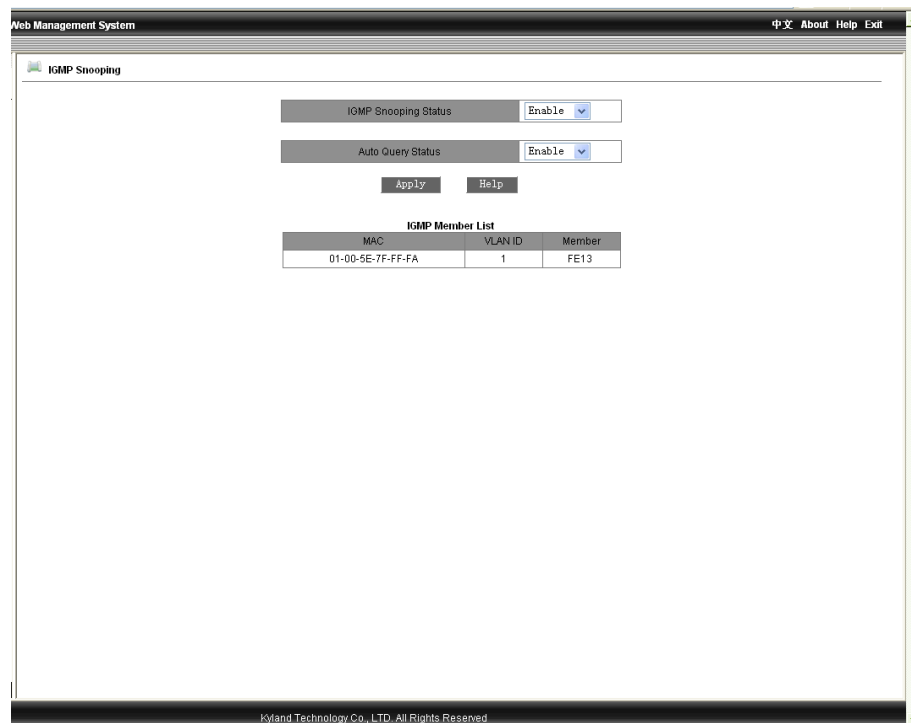 Web Management System 中文 About Help Exit
IGMP Snooping
IGMP Snooping Status Enable
Auto Query Status Enable
Apply Help
IGMP Member List
MAC VLAN ID Member
01-00-5E-7F-FF-FA 1 FE13
Kyland Technology Co., LTD. All Rights Reserved